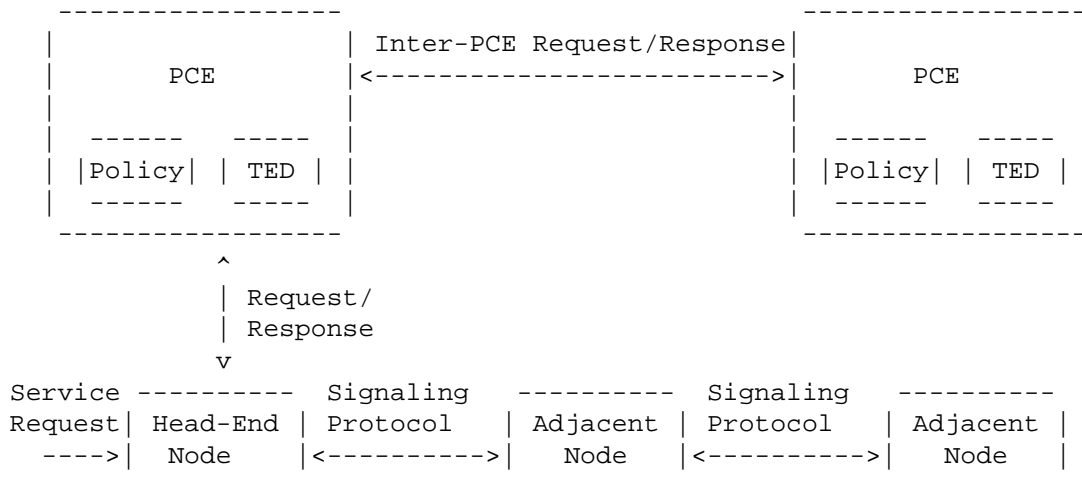 Inter-PCE Request/Response
PCE PCE
Policy TED Policy TED
Request/
Response
Service Signaling Signaling
Request Head-End Protocol Adjacent Protocol Adjacent
Node Node Node